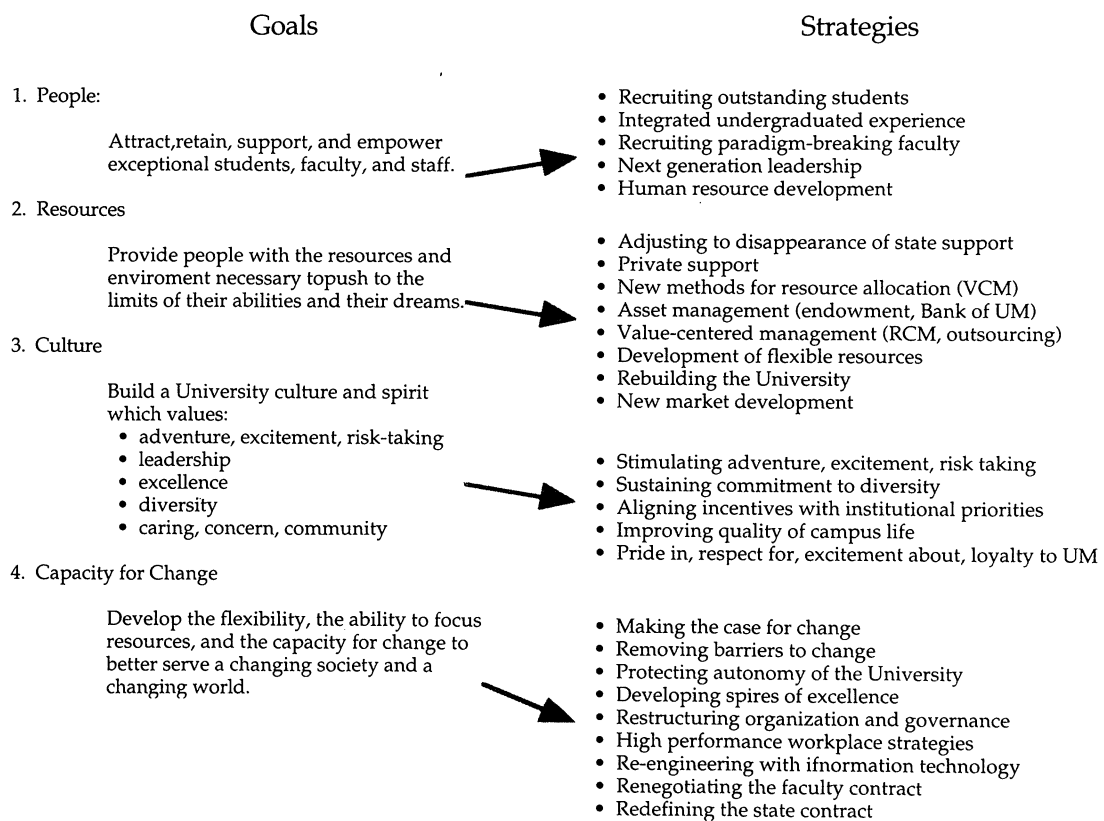 Goals
1. People:
Attract,retain, support, and empower
exceptional students, faculty, and staff.
2. Resources
Provide people with the resources and
enviroment necessary topush to the
limits of their abilities and their dreams.
3. Culture
Build a University culture and spirit
which values:
• adventure, excitement, risk-taking
• leadership
• excellence
• diversity
• caring, concern, community
4. Capacity for Change
Develop the flexibility, the ability to focus
resources, and the capacity for change to
better serve a changing society and a
changing world.
Strategies
• Recruiting outstanding students
• Integrated undergraduated experience
• Recruiting paradigm-breaking faculty
• Next generation leadership
• Human resource development
• Adjusting to disappearance of state support
• Private support
• New methods for resource allocation (VCM)
• Asset management (endowment, Bank of UM)
• Value-centered management (RCM, outsourcing)
• Development of flexible resources
• Rebuilding the University
• New market development
• Stimulating adventure, excitement, risk taking
• Sustaining commitment to diversity
• Aligning incentives with institutional priorities
• Improving quality of campus life
• Pride in, respect for, excitement about, loyalty to UM
• Making the case for change
• Removing barriers to change
• Protecting autonomy of the University
• Developing spires of excellence
• Restructuring organization and governance
• High performance workplace strategies
• Re-engineering with ifnormation technology
• Renegotiating the faculty contract
• Redefining the state contract